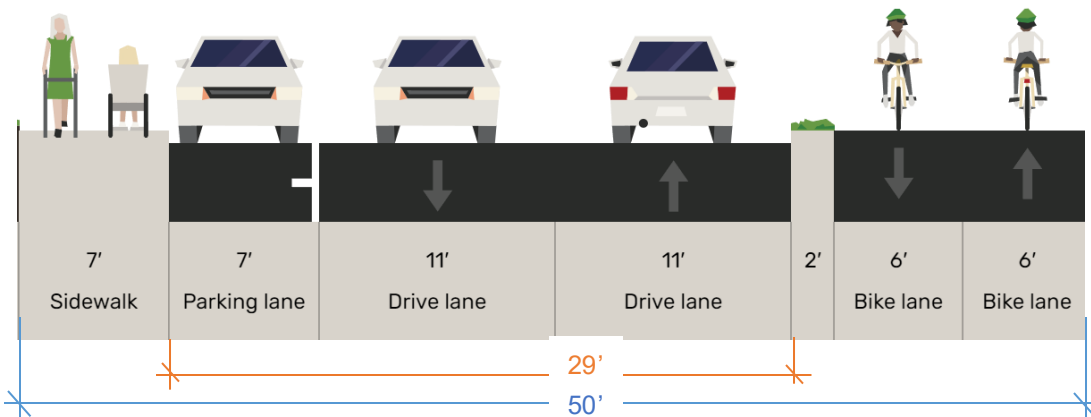 7′ 7′ 11′ 11′ 2′ 6′ 6′
Sidewalk Parking lane Drive lane Drive lane Bike lane Bike lane
29’
50’